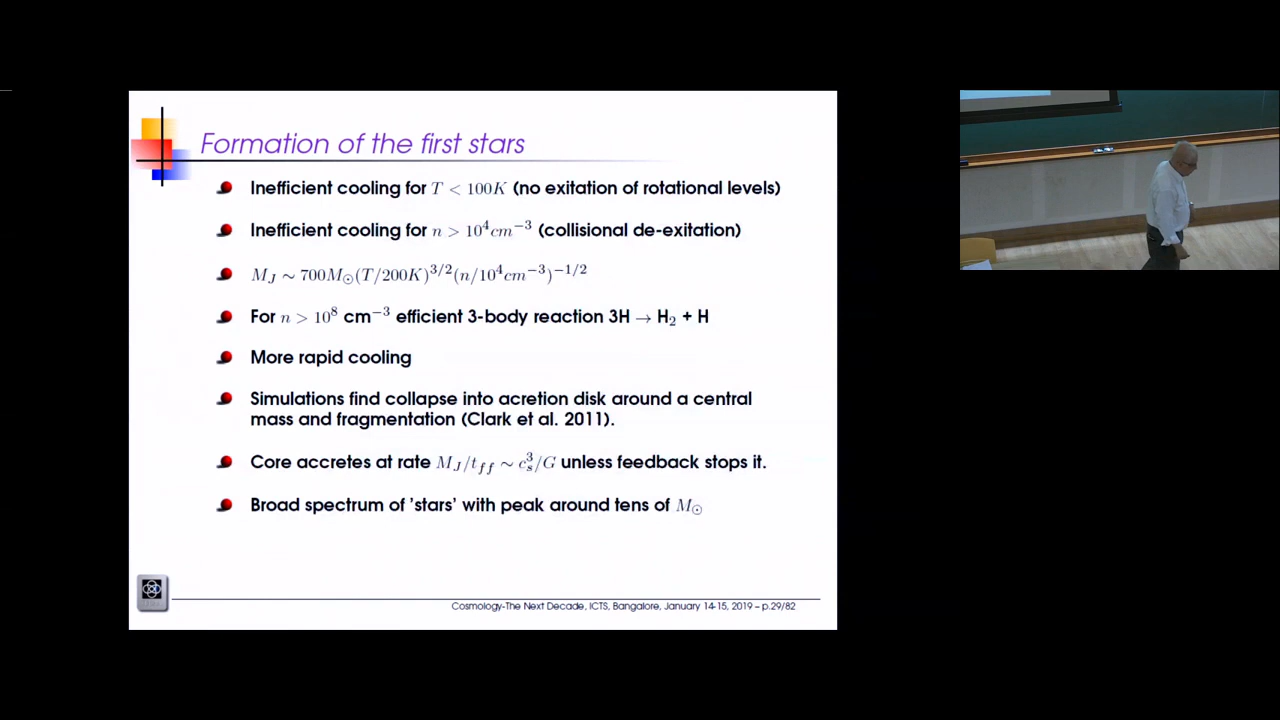 Formation of the first stars
Inefficient cooling for T < 100K (no exitation of rotational levels)
Inefficient cooling for n > 10⁴cm⁻³ (collisional de-exitation)
M_J ∼ 700M_⊙(T/200K)^{3/2}(n/10⁴cm⁻³)^{−1/2}
For n > 10⁸ cm⁻³ efficient 3-body reaction 3H → H₂ + H
More rapid cooling
Simulations find collapse into acretion disk around a central
mass and fragmentation (Clark et al. 2011).
Core accretes at rate M_J/t_{ff} ∼ c_s³/G unless feedback stops it.
Broad spectrum of 'stars' with peak around tens of M_⊙
Cosmology-The Next Decade, ICTS, Bangalore, January 14-15, 2019 – p.29/82